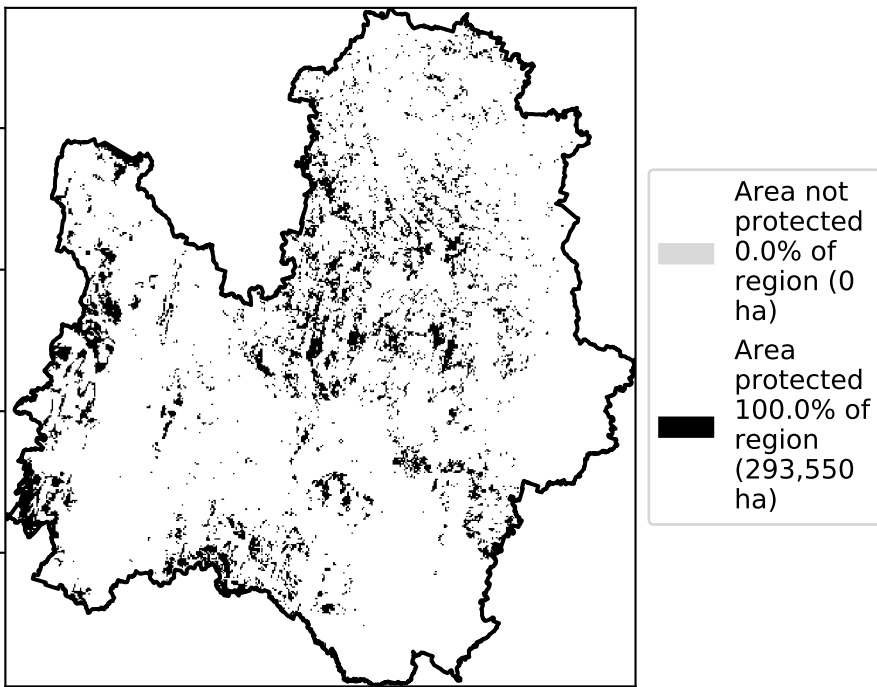 Area not
protected
0.0% of
region (0
ha)
Area
protected
100.0% of
region
(293,550
ha)